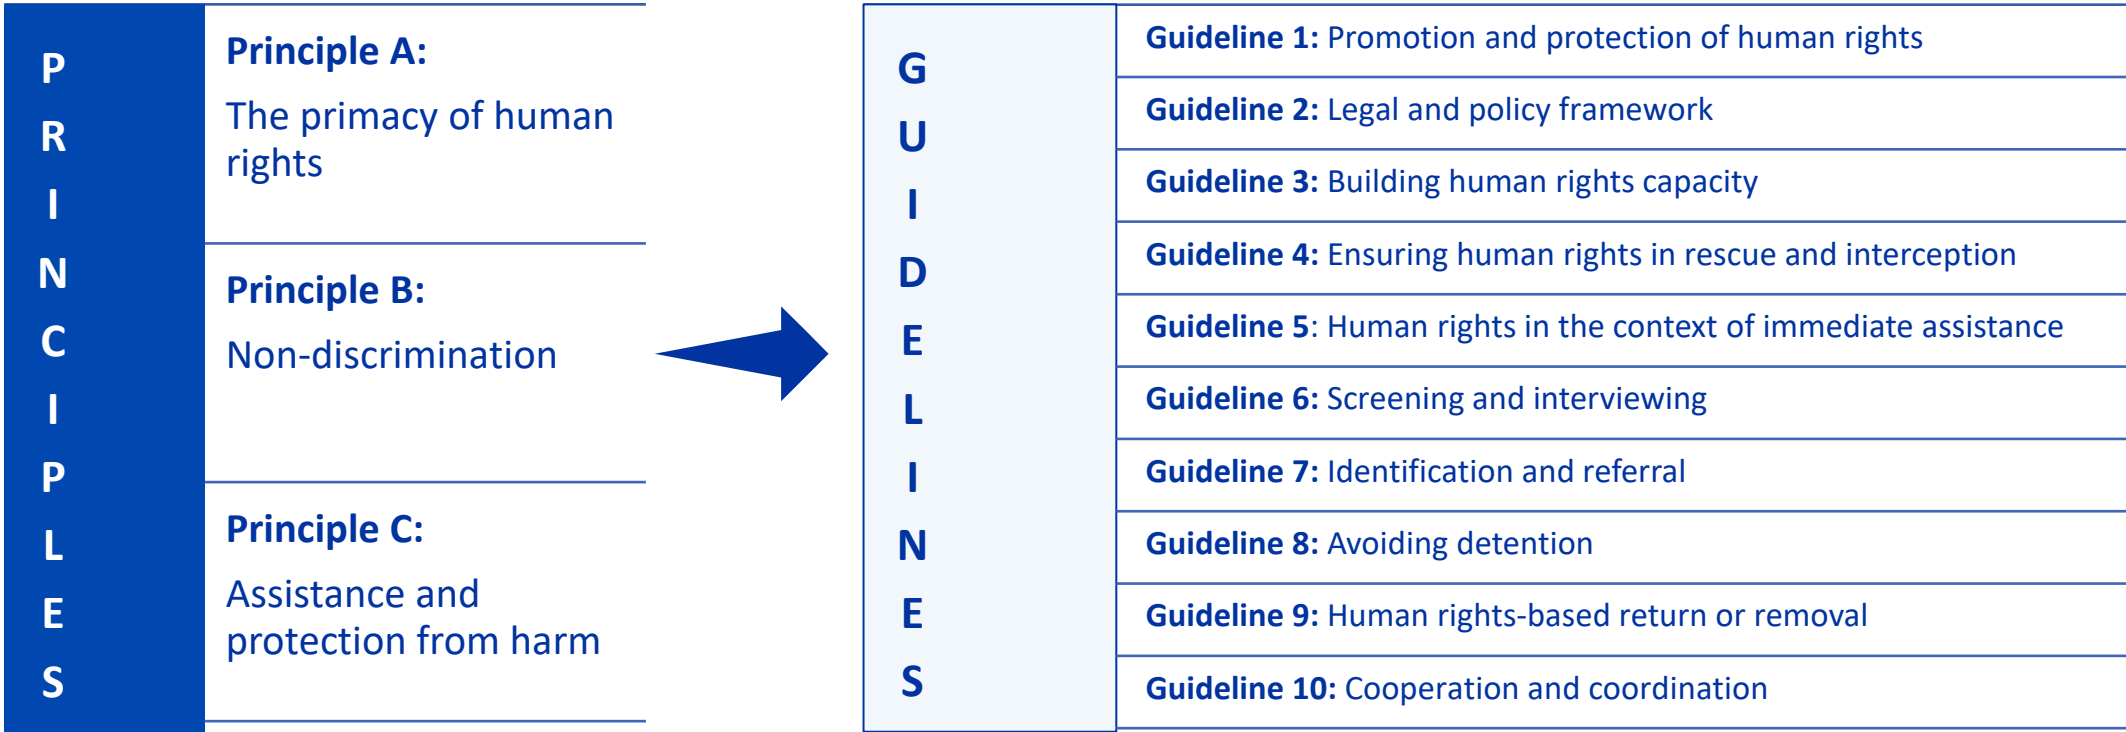 PRINCIPLES
Principle A:
The primacy of human
rights
Principle B:
Non-discrimination
Principle C:
Assistance and
protection from harm
GUIDELINES
Guideline 1: Promotion and protection of human rights
Guideline 2: Legal and policy framework
Guideline 3: Building human rights capacity
Guideline 4: Ensuring human rights in rescue and interception
Guideline 5: Human rights in the context of immediate assistance
Guideline 6: Screening and interviewing
Guideline 7: Identification and referral
Guideline 8: Avoiding detention
Guideline 9: Human rights-based return or removal
Guideline 10: Cooperation and coordination